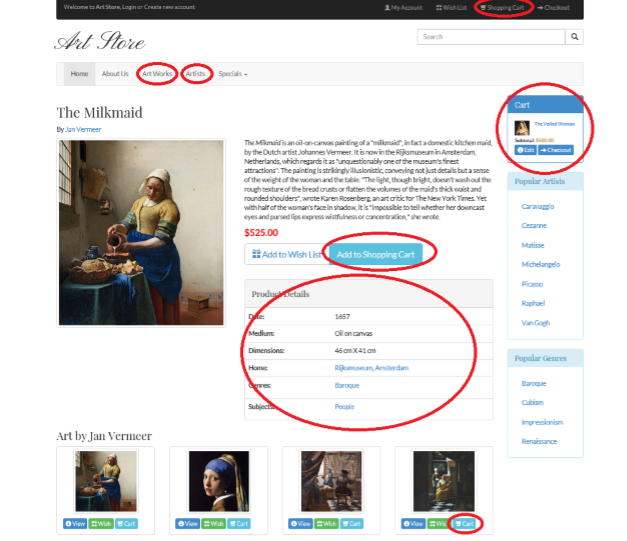 Welcome to Art Store, Login or Create new account
My Account Wish List Shopping Cart Checkout
Art Store
Search
Home About Us Art Works Artists Specials
The Milkmaid
By Jan Vermeer
The Milkmaid is an oil-on-canvas painting of a "milkmaid", in fact a domestic kitchen maid,
by the Dutch artist Johannes Vermeer. It is now in the Rijksmuseum in Amsterdam,
Netherlands, which regards it as "unquestionably one of the museum's finest
attractions". The painting is strikingly illusionistic, conveying not just details but a sense
of the weight of the woman and the table. "The light, though bright, doesn't wash out the
rough texture of the bread crusts or flatten the volumes of the maid's thick waist and
rounded shoulders", wrote Karen Rosenberg, an art critic for The New York Times. Yet
with half of the woman's face in shadow, it is "impossible to tell whether her downcast
eyes and pursed lips express wistfulness or concentration," she wrote.
$525.00
Add to Wish List Add to Shopping Cart
Product Details
Date: 1657
Medium: Oil on canvas
Dimensions: 46 cm X 41 cm
Home: Rijksmuseum, Amsterdam
Genres: Baroque
Subjects: People
Cart
The Veiled Woman
Subtotal:
Edit Checkout
Popular Artists
Caravaggio
Cezanne
Matisse
Michelangelo
Picasso
Raphael
Van Gogh
Popular Genres
Baroque
Cubism
Impressionism
Renaissance
Art by Jan Vermeer
View Wish Cart
View Wish Cart
View Wish Cart
View Wis Cart